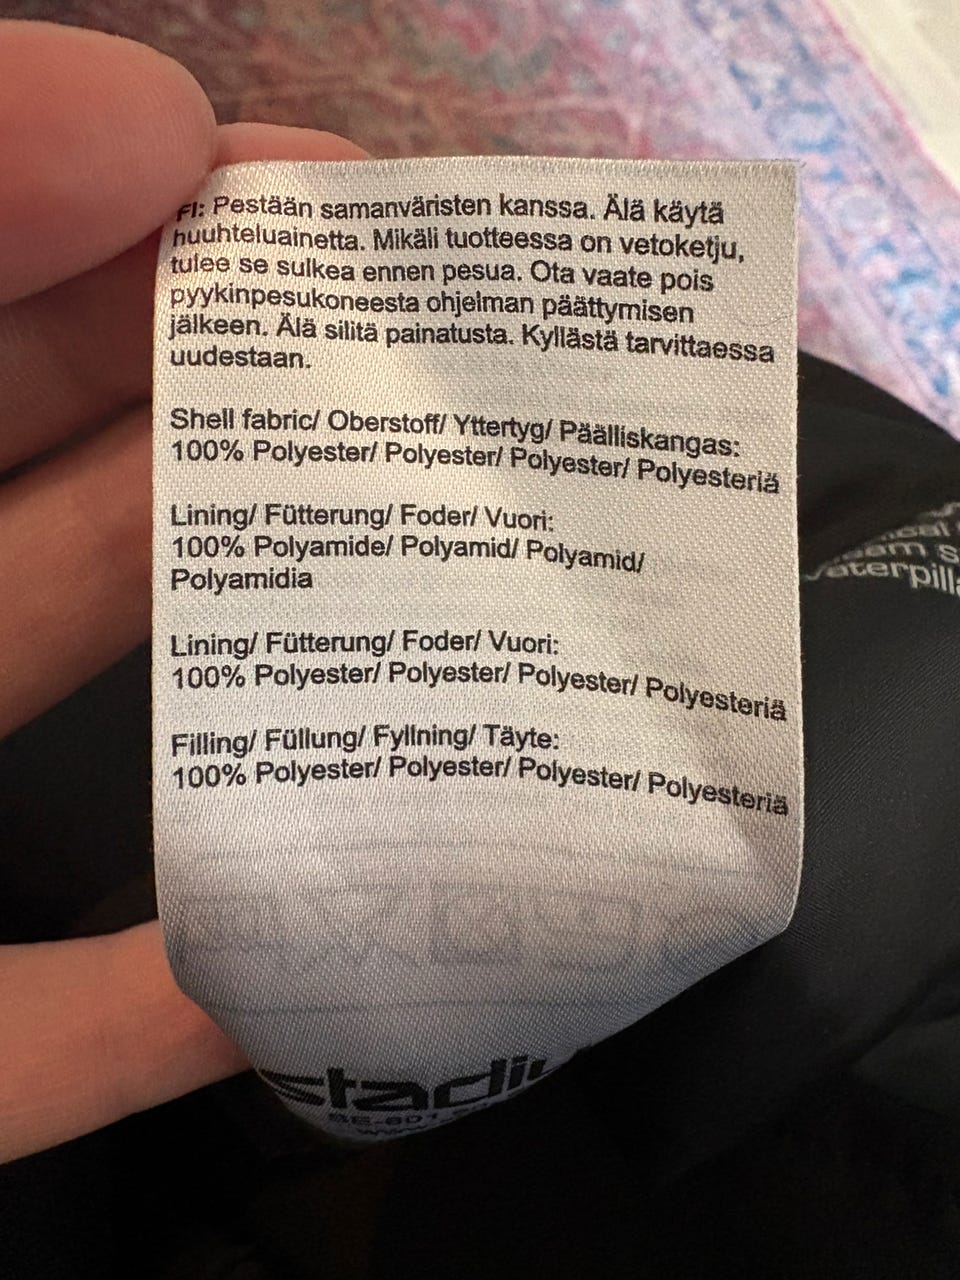 FI: Pestään samanväristen kanssa. Älä käytä
huuhteluainetta. Mikäli tuotteessa on vetoketju,
tulee se sulkea ennen pesua. Ota vaate pois
pyykinpesukoneesta ohjelman päättymisen
jälkeen. Älä silitä painatusta. Kyllästä tarvittaessa
uudestaan.
Shell fabric/ Oberstoff/ Yttertyg/ Päälliskangas:
100% Polyester/ Polyester/ Polyester/ Polyesteriä
Lining/ Fütterung/ Foder/ Vuori:
100% Polyamide/ Polyamid/ Polyamid/
Polyamidia
Lining/ Fütterung/ Foder/ Vuori:
100% Polyester/ Polyester/ Polyester/ Polyesteriä
Filling/ Füllung/ Fyllning/ Täyte:
100% Polyester/ Polyester/ Polyester/ Polyesteriä
stadiu
SE-601